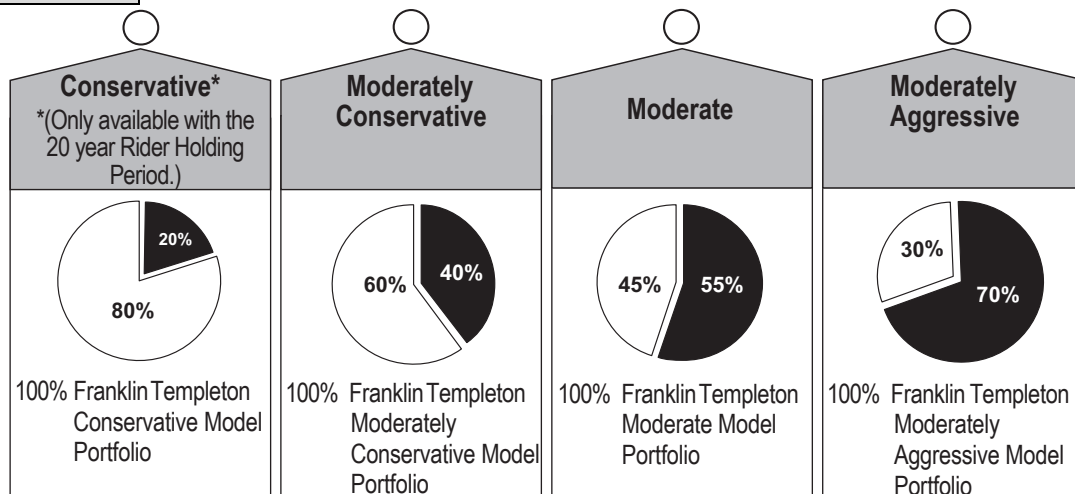 Conservative*
*(Only available with the
20 year Rider Holding
Period.)
20%
80%
100% Franklin Templeton
Conservative Model
Portfolio
Moderately
Conservative
60%
40%
100% Franklin Templeton
Moderately
Conservative Model
Portfolio
Moderate
45%
55%
100% Franklin Templeton
Moderate Model
Portfolio
Moderately
Aggressive
30%
70%
100% Franklin Templeton
Moderately
Aggressive Model
Portfolio